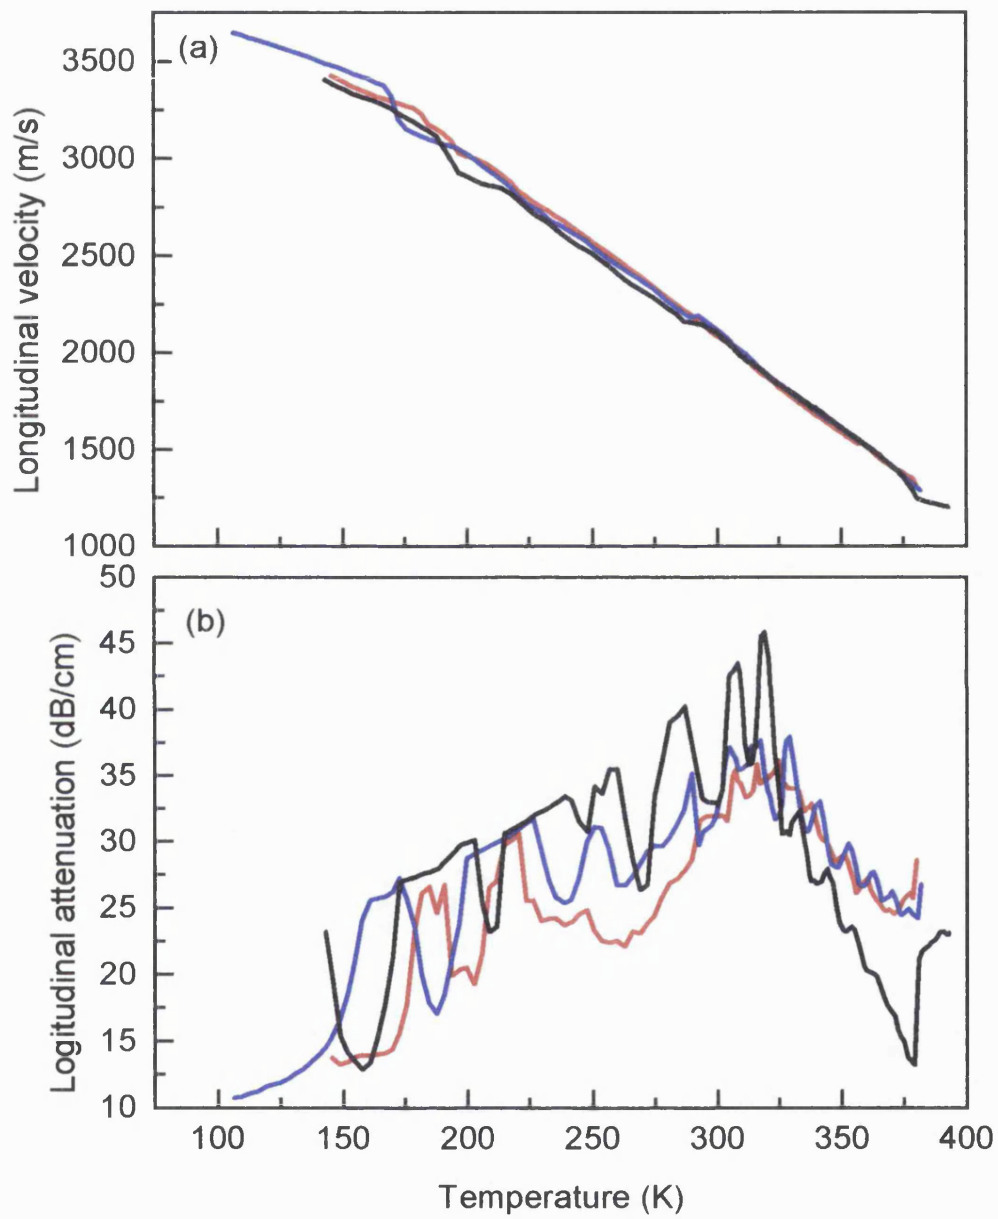 (a)
3500
3000
2500
2000
1500
1000
Longitudinal velocity (m/s)
(b)
50
45
40
35
30
25
20
15
10
Logitudinal attenuation (dB/cm)
100 150 200 250 300 350 400
Temperature (K)